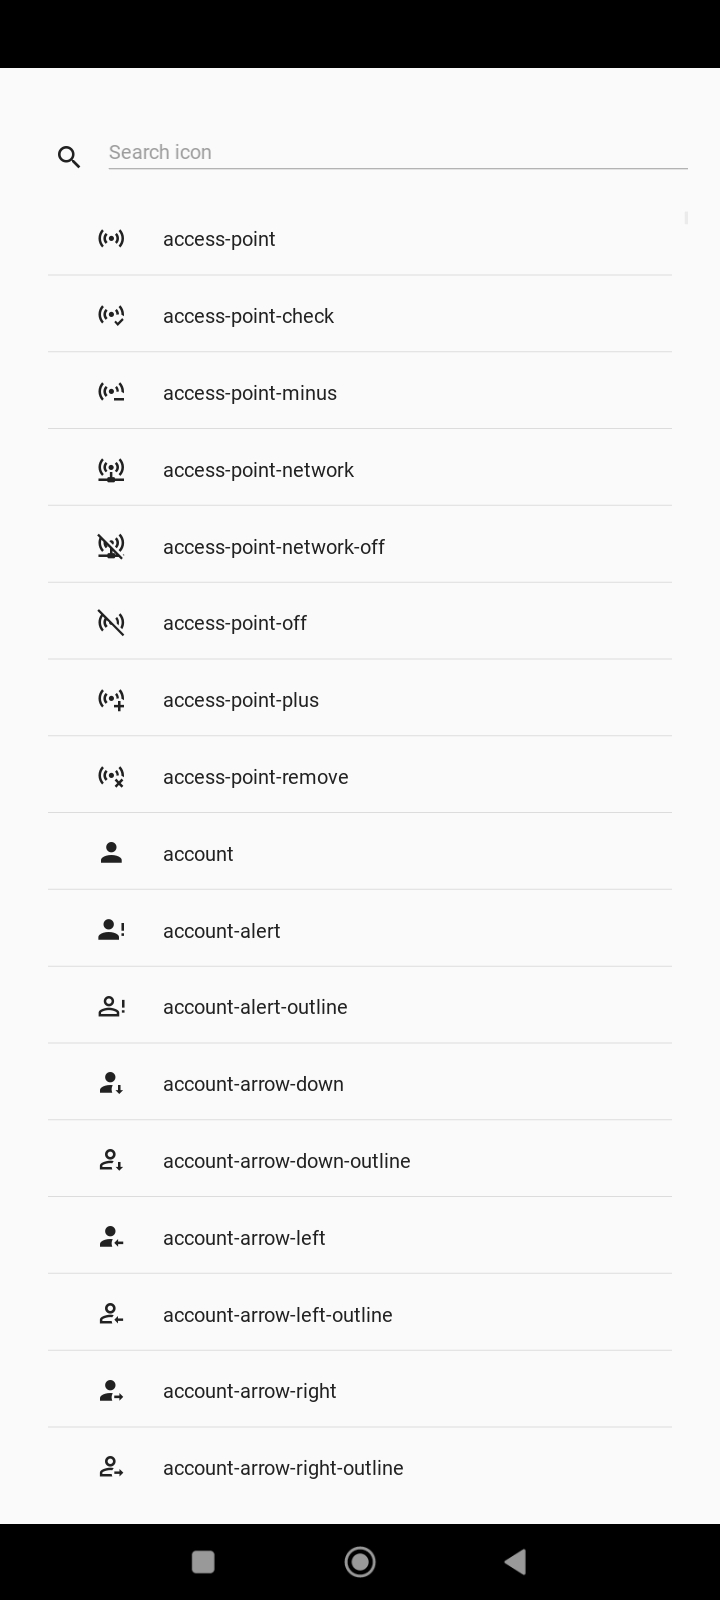 Search icon
access-point
access-point-check
access-point-minus
access-point-network
access-point-network-off
access-point-off
access-point-plus
access-point-remove
account
account-alert
account-alert-outline
account-arrow-down
account-arrow-down-outline
account-arrow-left
account-arrow-left-outline
account-arrow-right
account-arrow-right-outline